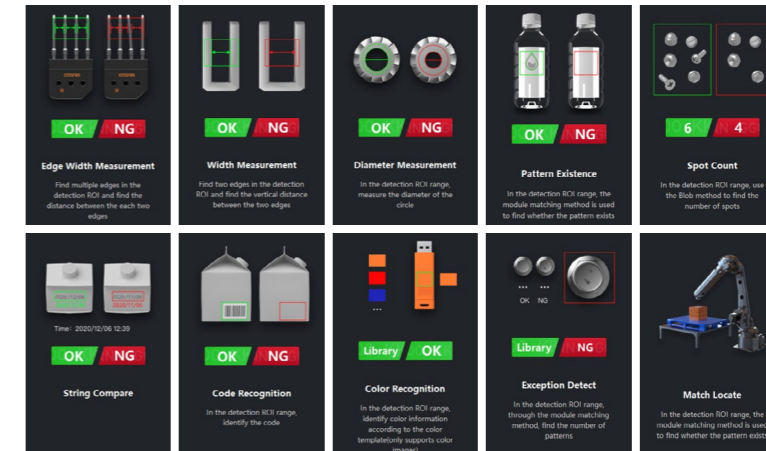 OK NG
Edge Width Measurement
Find multiple edges in the
detection ROI and find the
distance between the each two
edges
OK NG
Width Measurement
Find two edges in the detection
ROI and find the vertical distance
between the two edges
OK NG
Diameter Measurement
In the detection ROI range,
measure the diameter of the
circle
OK NG
Pattern Existence
In the detection ROI range, the
module matching method is used
to find whether the pattern exists
6 4
Spot Count
In the detection ROI range, use
the Blob method to find the
number of spots
Time: 2020/12/06 12:39
OK NG
String Compare
OK NG
Code Recognition
In the detection ROI range,
identify the code
...
Library OK
Color Recognition
In the detection ROI range,
identify color information
according to the color
template(only supports color
images)
... ...
OK NG
Library NG
Exception Detect
In the detection ROI range,
through the module matching
method, find the number of
patterns
Match Locate
In the detection ROI range, the
module matching method is used
to find whether the pattern exists